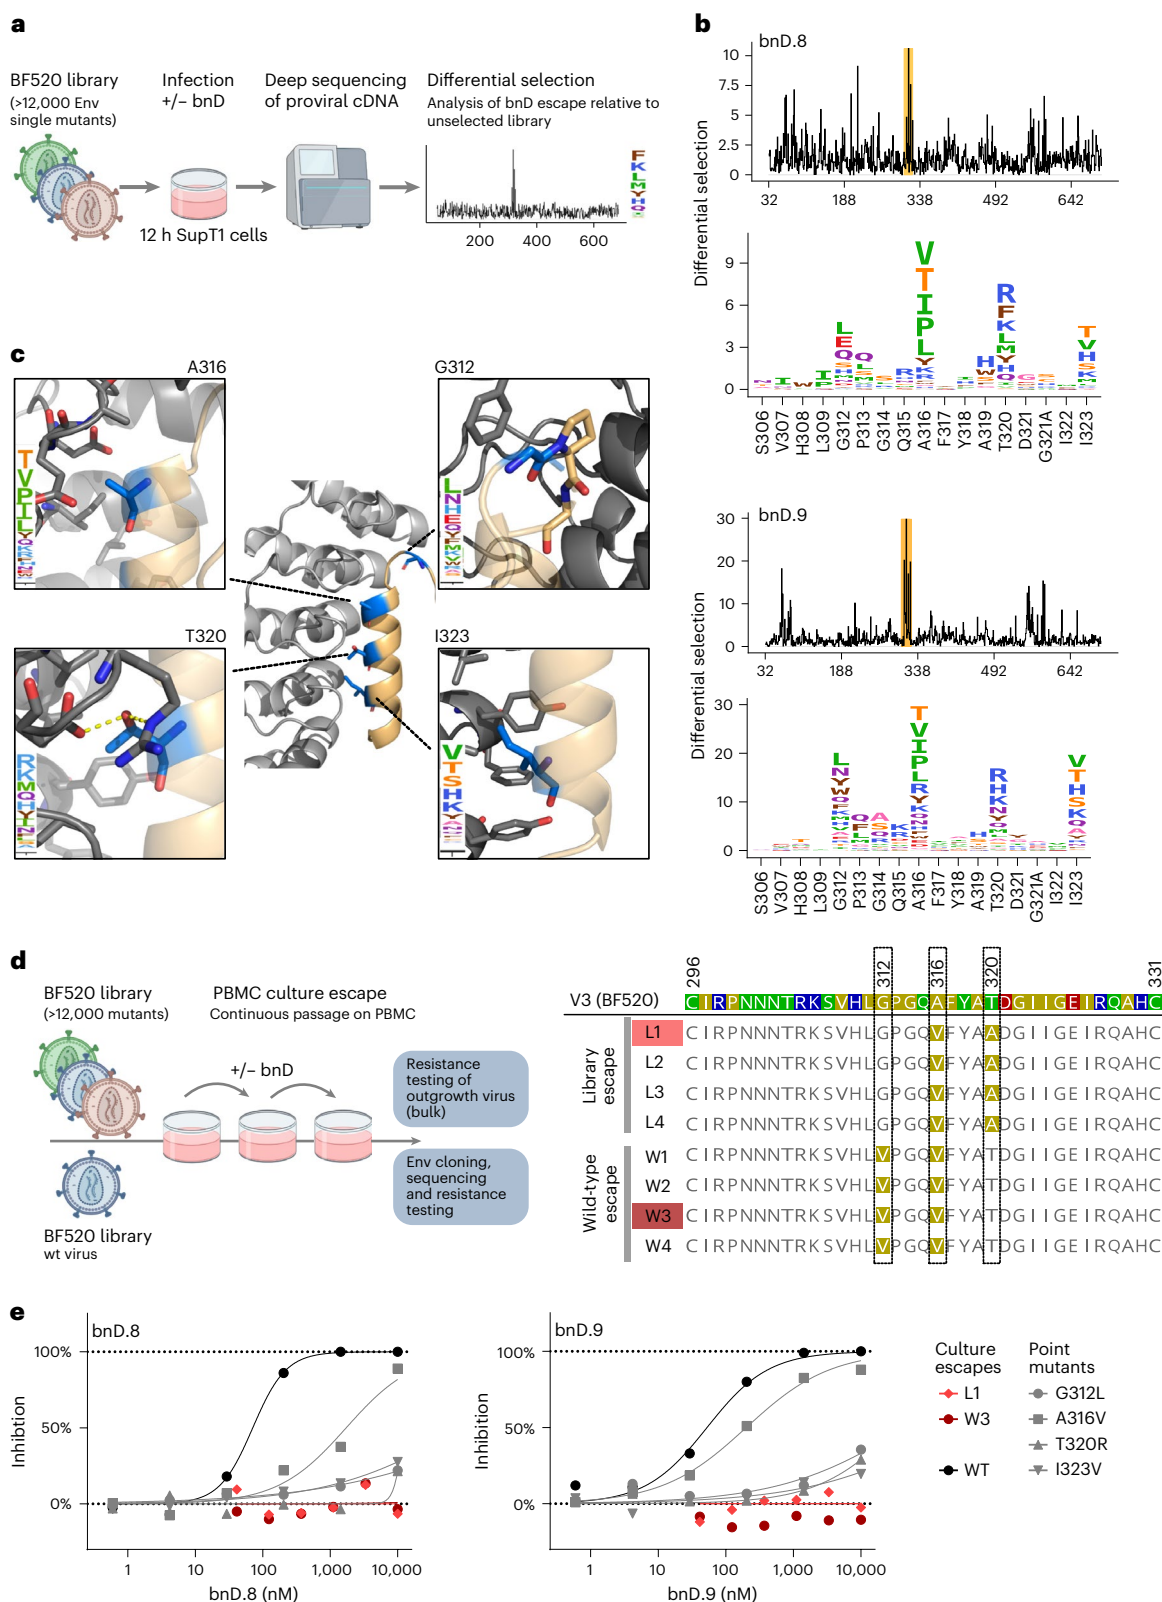 a
BF520 library
(>12,000 Env
single mutants)
Infection
+/– bnD
12 h SupT1 cells
Deep sequencing
of proviral cDNA
Differential selection
Analysis of bnD escape relative to
unselected library
200 400 600
b
bnD.8
Differential selection
10
7.5
5
2.5
0
32 188 338 492 642
9
6
3
0
S306 V307 H308 L309 G312 P313 G314 Q315 A316 F317 Y318 A319 T320 D321 G321A I322 I323
bnD.9
Differential selection
30
20
10
0
32 188 338 492 642
30
20
10
0
S306 V307 H308 L309 G312 P313 G314 Q315 A316 F317 Y318 A319 T320 D321 G321A I322 I323
c
A316
G312
T320
I323
d
BF520 library
(>12,000 mutants)
PBMC culture escape
Continuous passage on PBMC
+/– bnD
BF520 library
wt virus
Resistance
testing of
outgrowth virus
(bulk)
Env cloning,
sequencing
and resistance
testing
296 312 316 320 331
V3 (BF520) CIRPNNNTRKSVHLGPGQAFYATDGIIGEIRQAHC
Library
escape
L1 CIRPNNNTRKSVHLGPGQVFYAADGIIGEIRQAHC
L2 CIRPNNNTRKSVHLGPGQVFYAADGIIGEIRQAHC
L3 CIRPNNNTRKSVHLGPGQVFYAADGIIGEIRQAHC
L4 CIRPNNNTRKSVHLGPGQVFYAADGIIGEIRQAHC
Wild-type
escape
W1 CIRPNNNTRKSVHLVPGQVFYATDGIIGEIRQAHC
W2 CIRPNNNTRKSVHLVPGQVFYATDGIIGEIRQAHC
W3 CIRPNNNTRKSVHLVPGQVFYATDGIIGEIRQAHC
W4 CIRPNNNTRKSVHLVPGQVFYATDGIIGEIRQAHC
e
bnD.8
Inhibtion
100%
50%
0%
1 10 100 1,000 10,000
bnD.8 (nM)
bnD.9
Inhibition
100%
50%
0%
1 10 100 1,000 10,000
bnD.9 (nM)
Culture
escapes
L1
W3
WT
Point
mutants
G312L
A316V
T320R
I323V